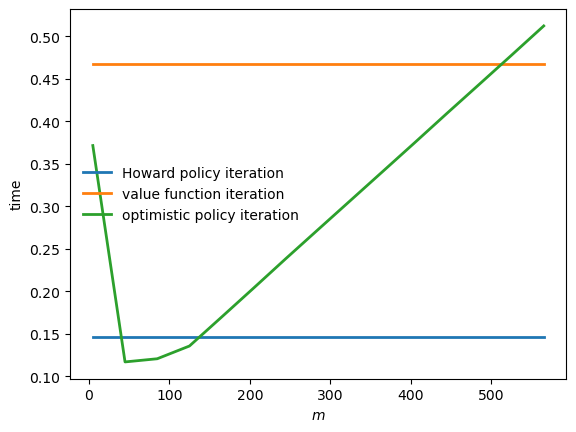 0.50
0.45
0.40
0.35
0.30
0.25
0.20
0.15
0.10
time
Howard policy iteration
value function iteration
optimistic policy iteration
0 100 200 300 400 500
m